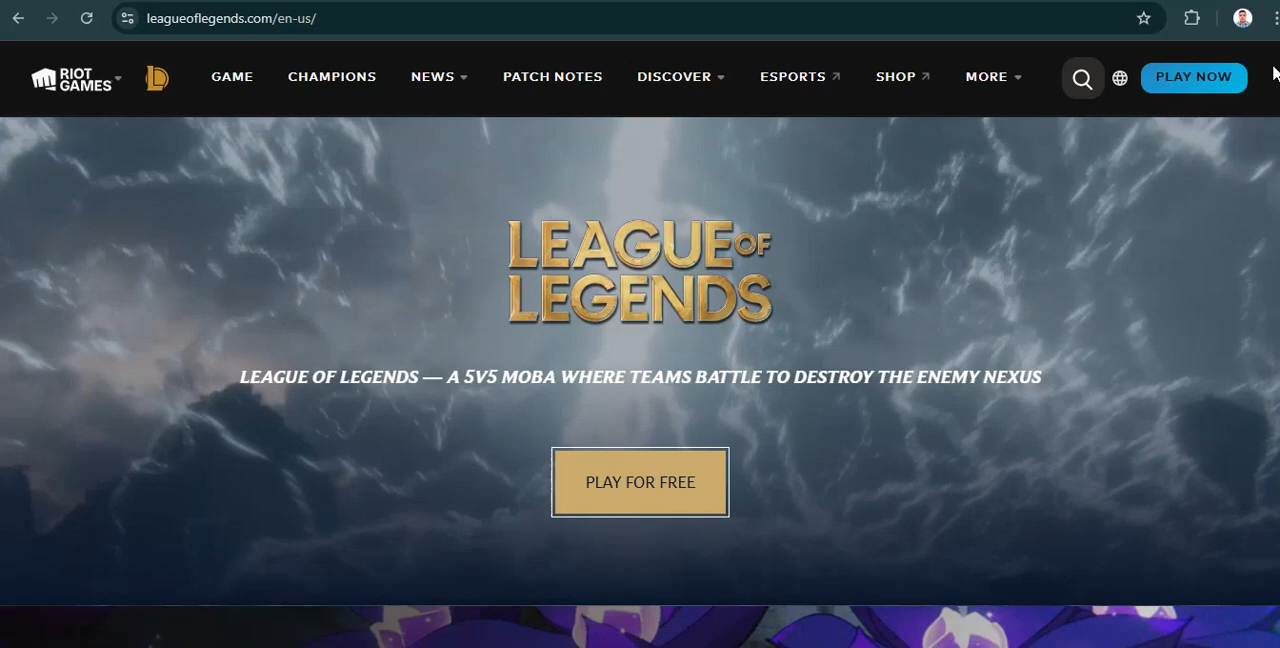 leagueoflegends.com/en-us/
RIOT GAMES
GAME
CHAMPIONS
NEWS
PATCH NOTES
DISCOVER
ESPORTS
SHOP
MORE
PLAY NOW
LEAGUE OF
LEGENDS
LEAGUE OF LEGENDS — A 5V5 MOBA WHERE TEAMS BATTLE TO DESTROY THE ENEMY NEXUS
PLAY FOR FREE